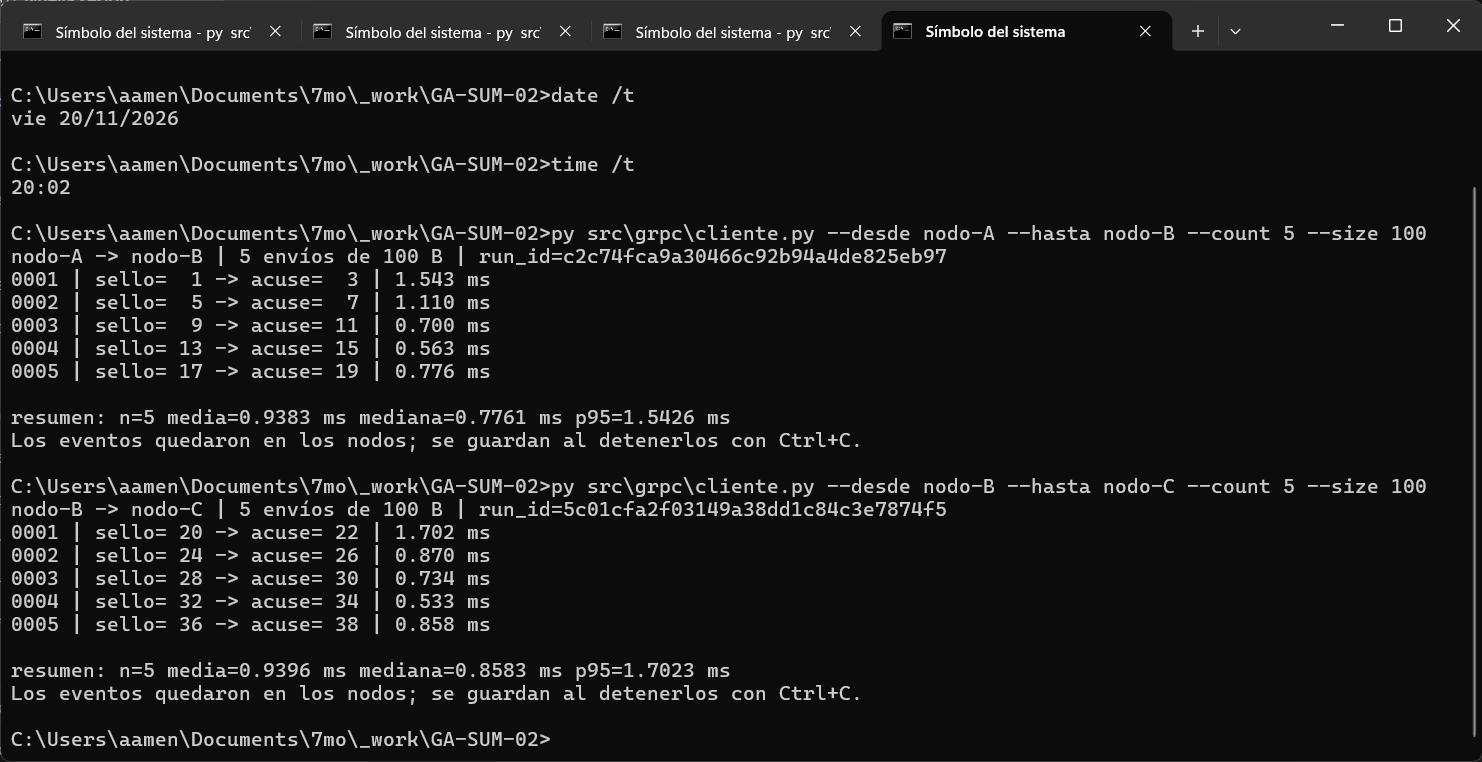 Símbolo del sistema - py src\
Símbolo del sistema - py src\
Símbolo del sistema - py src\
Símbolo del sistema
C:\Users\aamen\Documents\7mo\_work\GA-SUM-02>date /t
vie 20/11/2026
C:\Users\aamen\Documents\7mo\_work\GA-SUM-02>time /t
20:02
C:\Users\aamen\Documents\7mo\_work\GA-SUM-02>py src\grpc\cliente.py --desde nodo-A --hasta nodo-B --count 5 --size 100
nodo-A -> nodo-B | 5 envíos de 100 B | run_id=c2c74fca9a30466c92b94a4de825eb97
0001 | sello=  1 -> acuse=  3 | 1.543 ms
0002 | sello=  5 -> acuse=  7 | 1.110 ms
0003 | sello=  9 -> acuse= 11 | 0.700 ms
0004 | sello= 13 -> acuse= 15 | 0.563 ms
0005 | sello= 17 -> acuse= 19 | 0.776 ms
resumen: n=5 media=0.9383 ms mediana=0.7761 ms p95=1.5426 ms
Los eventos quedaron en los nodos; se guardan al detenerlos con Ctrl+C.
C:\Users\aamen\Documents\7mo\_work\GA-SUM-02>py src\grpc\cliente.py --desde nodo-B --hasta nodo-C --count 5 --size 100
nodo-B -> nodo-C | 5 envíos de 100 B | run_id=5c01cfa2f03149a38dd1c84c3e7874f5
0001 | sello= 20 -> acuse= 22 | 1.702 ms
0002 | sello= 24 -> acuse= 26 | 0.870 ms
0003 | sello= 28 -> acuse= 30 | 0.734 ms
0004 | sello= 32 -> acuse= 34 | 0.533 ms
0005 | sello= 36 -> acuse= 38 | 0.858 ms
resumen: n=5 media=0.9396 ms mediana=0.8583 ms p95=1.7023 ms
Los eventos quedaron en los nodos; se guardan al detenerlos con Ctrl+C.
C:\Users\aamen\Documents\7mo\_work\GA-SUM-02>